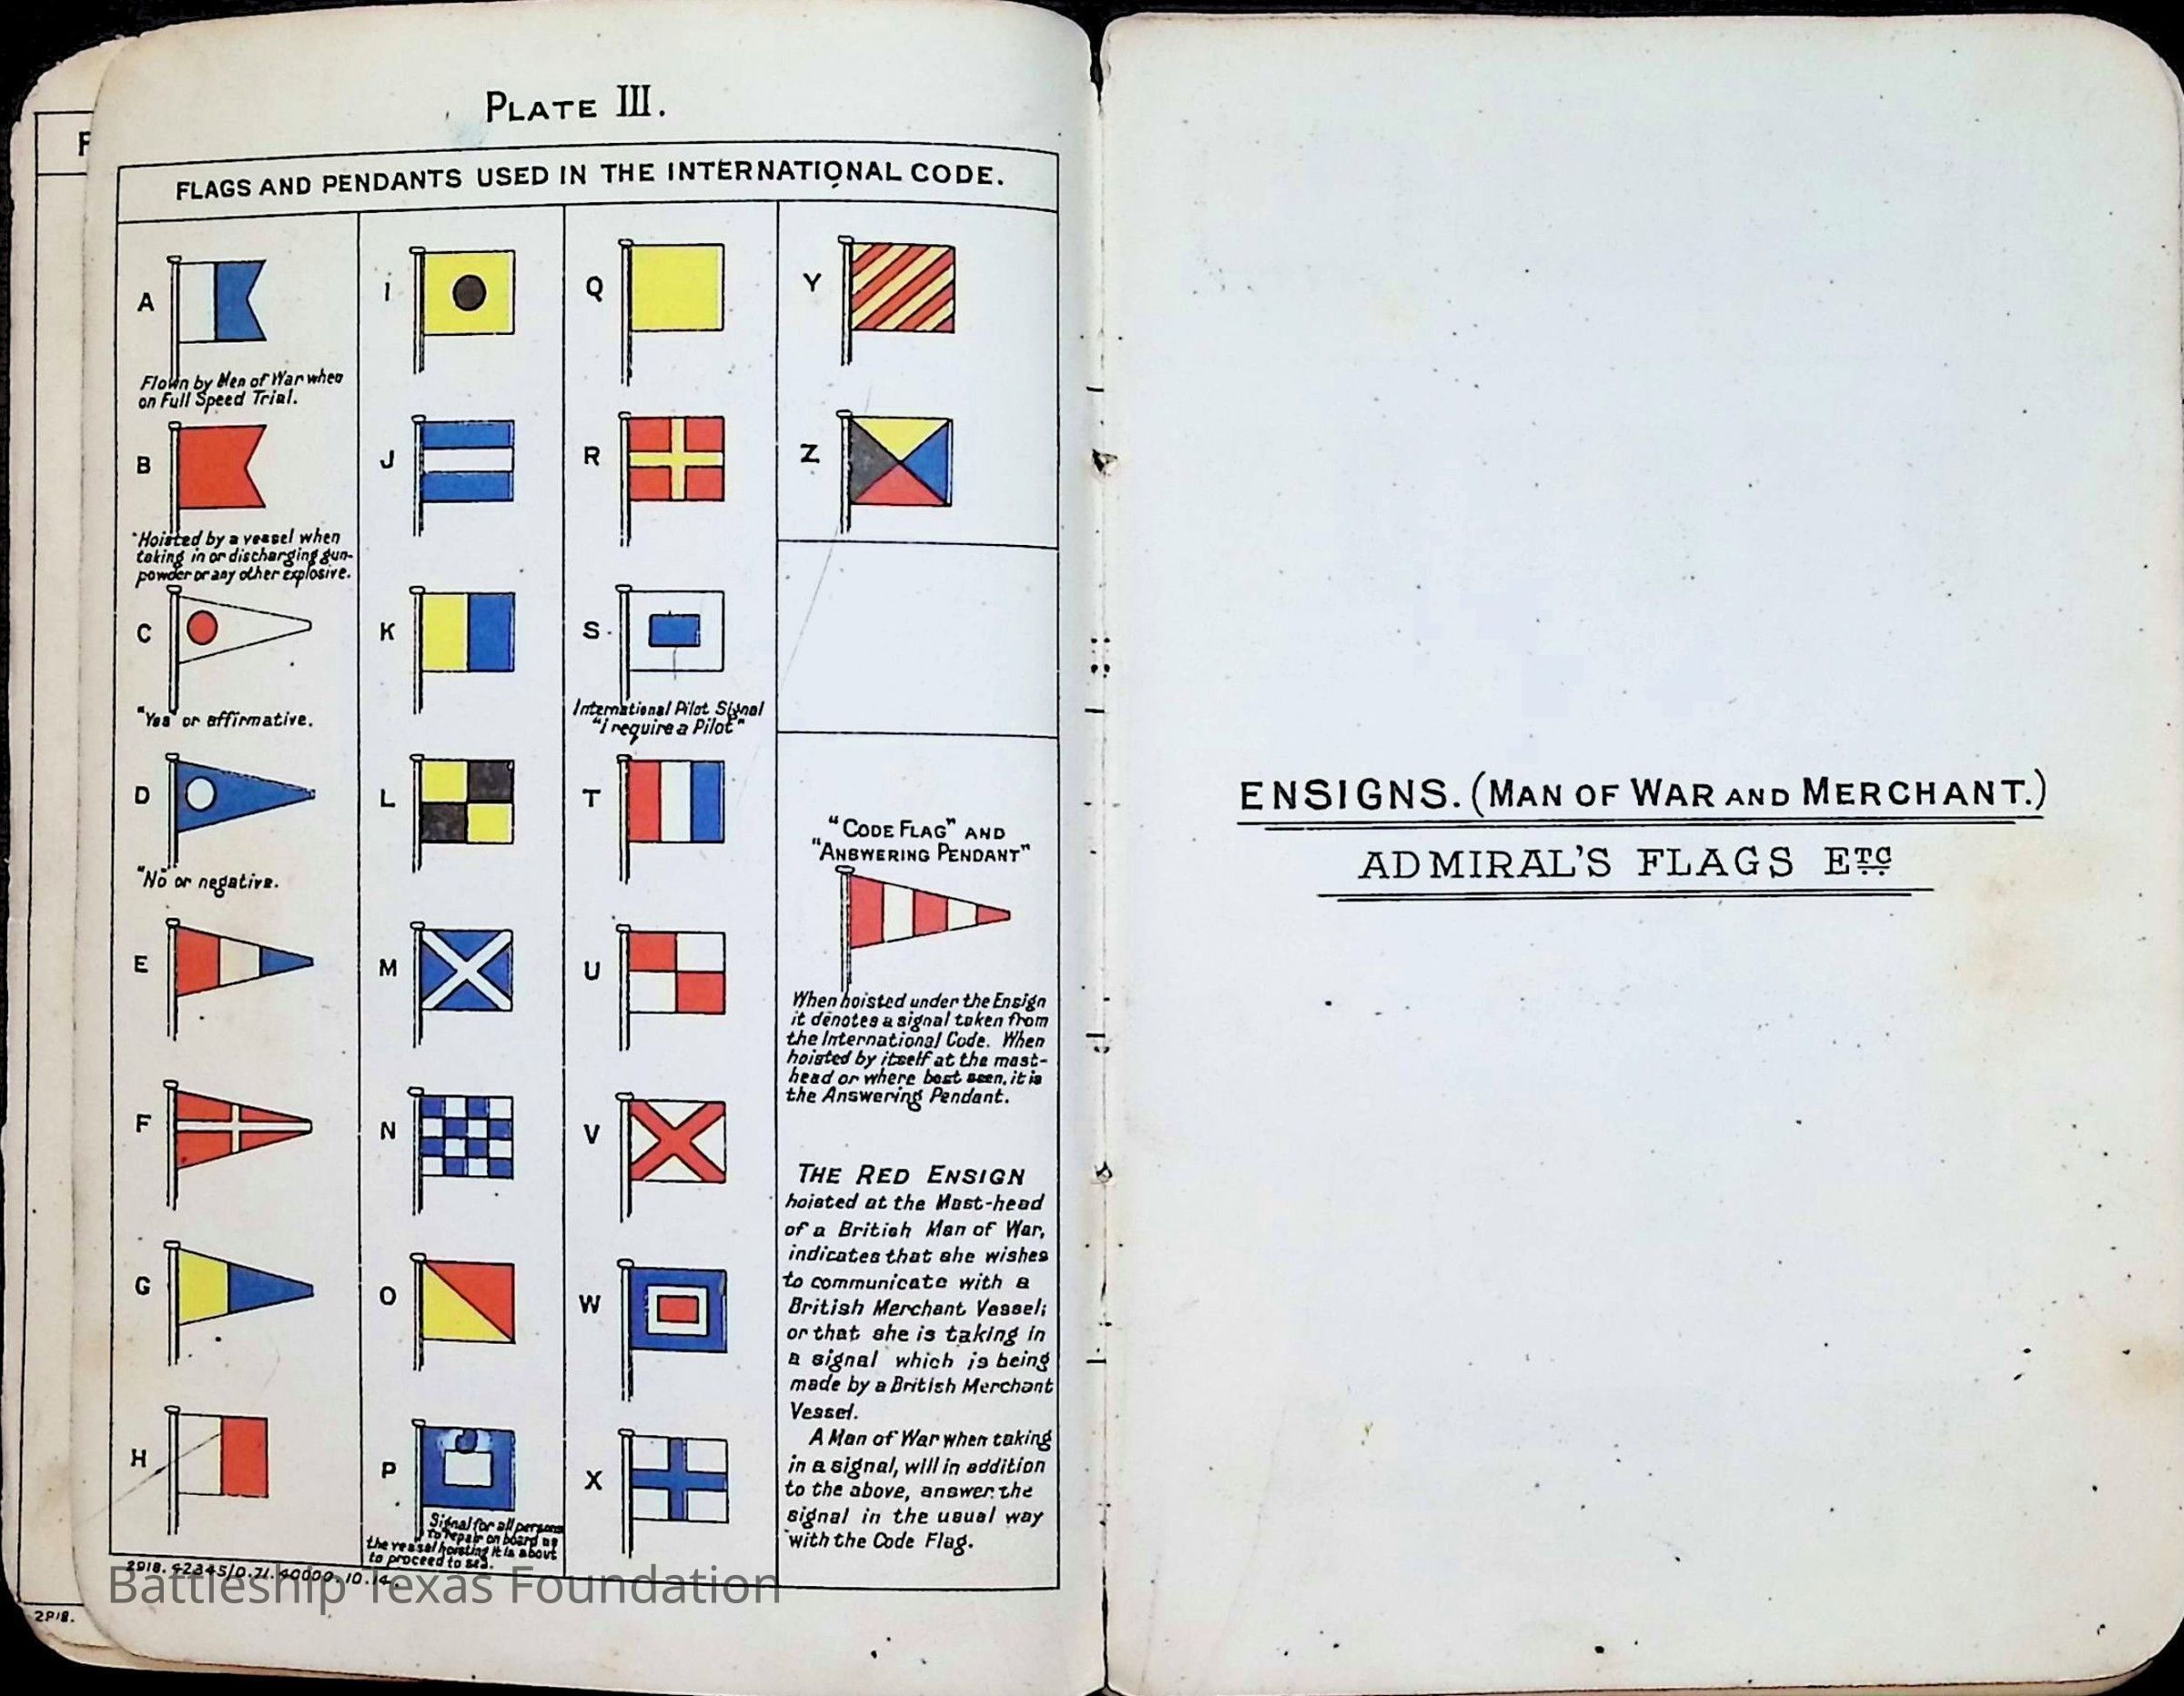 PLATE III.
F
FLAGS AND PENDANTS USED IN THE INTERNATIONAL CODE.
A
Flown by Men of War when
on Full Speed Trial.
B
"Hoisted by a vessel when
taking in or discharging gun-
powder or any other explosive.
C
"Yes" or affirmative.
D
"No" or negative.
E
F
G
H
I
J
K
L
M
N
O
P
Signal for all persons
to repair on board as
the vessel hoisting it is about
to proceed to sea.
Q
R
S
International Pilot Signal
"I require a Pilot"
T
U
V
W
X
Y
Z
"CODE FLAG" AND
"ANSWERING PENDANT"
When hoisted under the Ensign
it denotes a signal taken from
the International Code. When
hoisted by itself at the mast-
head or where best seen, it is
the Answering Pendant.
THE RED ENSIGN
hoisted at the Mast-head
of a British Man of War,
indicates that she wishes
to communicate with a
British Merchant Vessel;
or that she is taking in
a signal which is being
made by a British Merchant
Vessel.
A Man of War when taking
in a signal, will in addition
to the above, answer the
signal in the usual way
with the Code Flag.
2918. 42345/D.71. 40000. 10.14.
Battleship Texas Foundation
2918.
ENSIGNS. (MAN OF WAR AND MERCHANT.)
ADMIRAL'S FLAGS ETC